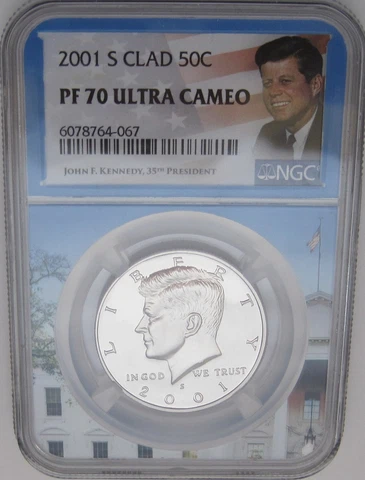 2001 S CLAD 50C
PF 70 ULTRA CAMEO
6078764-067
JOHN F. KENNEDY, 35TH PRESIDENT
NGC
LIBERTY
IN GOD WE TRUST
S
2001